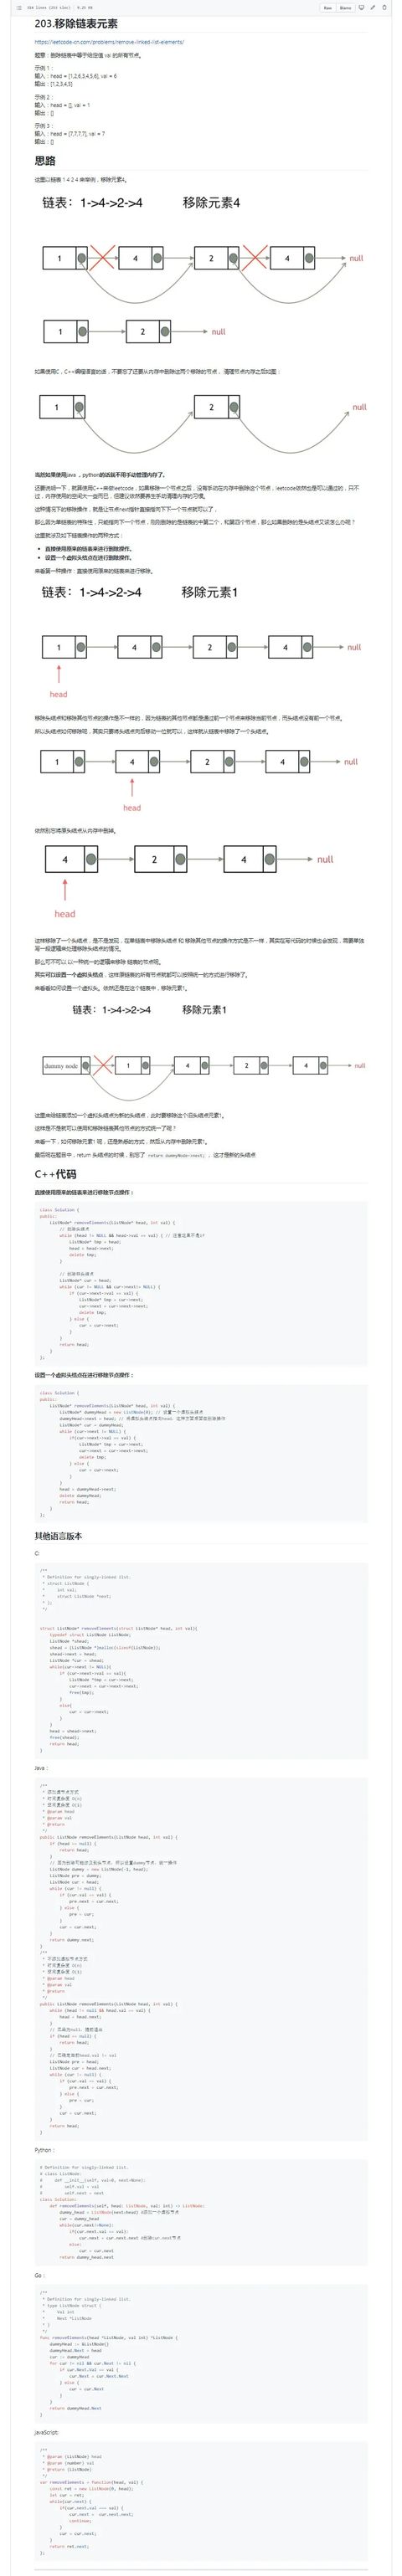 Raw Blame
203.移除链表元素
https://leetcode-cn.com/problems/remove-linked-list-elements/
题意：删除链表中等于给定值 val 的所有节点。
示例 1：
输入：head = [1,2,6,3,4,5,6], val = 6
输出：[1,2,3,4,5]
示例 2：
输入：head = [], val = 1
输出：[]
示例 3：
输入：head = [7,7,7,7], val = 7
输出：[]
思路
这里以链表 1 4 2 4 来举例，移除元素4。
链表：1->4->2->4 移除元素4
1 4 2 4 null
1 2 null
如果使用C，C++编程语言的话，不要忘了还要从内存中删除这两个移除的节点， 清理节点内存之后如图：
1 2 null
当然如果使用java ，python的话就不用手动管理内存了。
还要说明一下，就算使用C++来做leetcode，如果移除一个节点之后，没有手动在内存中删除这个节点，leetcode依然也是可以通过的，只不
过，内存使用的空间大一些而已，但建议依然要养生手动清理内存的习惯。
这种情况下的移除操作，就是让节点next指针直接指向下下一个节点就可以了，
那么因为单链表的特殊性，只能指向下一个节点，刚刚删除的是链表的中第二个，和第四个节点，那么如果删除的是头结点又该怎么办呢？
这里就涉及如下链表操作的两种方式：
直接使用原来的链表来进行删除操作。
设置一个虚拟头结点在进行删除操作。
来看第一种操作：直接使用原来的链表来进行移除。
链表：1->4->2->4 移除元素1
1 4 2 4 null
head
移除头结点和移除其他节点的操作是不一样的，因为链表的其他节点都是通过前一个节点来移除当前节点，而头结点没有前一个节点。
所以头结点如何移除呢，其实只要将头结点向后移动一位就可以，这样就从链表中移除了一个头结点。
1 4 2 4 null
head
依然别忘将原头结点从内存中删掉。
4 2 4 null
head
这样移除了一个头结点，是不是发现，在单链表中移除头结点 和 移除其他节点的操作方式是不一样，其实在写代码的时候也会发现，需要单独
写一段逻辑来处理移除头结点的情况。
那么可不可以 以一种统一的逻辑来移除 链表的节点呢。
其实可以设置一个虚拟头结点，这样原链表的所有节点就都可以按照统一的方式进行移除了。
来看看如何设置一个虚拟头。依然还是在这个链表中，移除元素1。
链表：1->4->2->4 移除元素1
dummy node 1 4 2 4 null
这里来给链表添加一个虚拟头结点为新的头结点，此时要移除这个旧头结点元素1。
这样是不是就可以使用和移除链表其他节点的方式统一了呢？
来看一下，如何移除元素1 呢，还是熟悉的方式，然后从内存中删除元素1。
最后呢在题目中，return 头结点的时候，别忘了 return dummyNode->next; ， 这才是新的头结点
C++代码
直接使用原来的链表来进行移除节点操作：
class Solution {
public:
ListNode* removeElements(ListNode* head, int val) {
// 删除头结点
while (head != NULL && head->val == val) { // 注意这里不是if
ListNode* tmp = head;
head = head->next;
delete tmp;
}
// 删除非头结点
ListNode* cur = head;
while (cur != NULL && cur->next!= NULL) {
if (cur->next->val == val) {
ListNode* tmp = cur->next;
cur->next = cur->next->next;
delete tmp;
} else {
cur = cur->next;
}
}
return head;
}
};
设置一个虚拟头结点在进行移除节点操作：
class Solution {
public:
ListNode* removeElements(ListNode* head, int val) {
ListNode* dummyHead = new ListNode(0); // 设置一个虚拟头结点
dummyHead->next = head; // 将虚拟头结点指向head，这样方面后面做删除操作
ListNode* cur = dummyHead;
while (cur->next != NULL) {
if(cur->next->val == val) {
ListNode* tmp = cur->next;
cur->next = cur->next->next;
delete tmp;
} else {
cur = cur->next;
}
}
head = dummyHead->next;
delete dummyHead;
return head;
}
};
其他语言版本
C:
/**
* Definition for singly-linked list.
* struct ListNode {
* int val;
* struct ListNode *next;
* };
*/
struct ListNode* removeElements(struct ListNode* head, int val){
typedef struct ListNode ListNode;
ListNode *shead;
shead = (ListNode *)malloc(sizeof(ListNode));
shead->next = head;
ListNode *cur = shead;
while(cur->next != NULL){
if (cur->next->val == val){
ListNode *tmp = cur->next;
cur->next = cur->next->next;
free(tmp);
}
else{
cur = cur->next;
}
}
head = shead->next;
free(shead);
return head;
}
Java：
/**
* 添加虚节点方式
* 时间复杂度 O(n)
* 空间复杂度 O(1)
* @param head
* @param val
* @return
*/
public ListNode removeElements(ListNode head, int val) {
if (head == null) {
return head;
}
// 因为删除可能涉及到头节点，所以设置dummy节点，统一操作
ListNode dummy = new ListNode(-1, head);
ListNode pre = dummy;
ListNode cur = head;
while (cur != null) {
if (cur.val == val) {
pre.next = cur.next;
} else {
pre = cur;
}
cur = cur.next;
}
return dummy.next;
}
/**
* 不添加虚拟节点方式
* 时间复杂度 O(n)
* 空间复杂度 O(1)
* @param head
* @param val
* @return
*/
public ListNode removeElements(ListNode head, int val) {
while (head != null && head.val == val) {
head = head.next;
}
// 已经为null，提前退出
if (head == null) {
return head;
}
// 已确定当前head.val != val
ListNode pre = head;
ListNode cur = head.next;
while (cur != null) {
if (cur.val == val) {
pre.next = cur.next;
} else {
pre = cur;
}
cur = cur.next;
}
return head;
}
Python：
# Definition for singly-linked list.
# class ListNode:
# def __init__(self, val=0, next=None):
# self.val = val
# self.next = next
class Solution:
def removeElements(self, head: ListNode, val: int) -> ListNode:
dummy_head = ListNode(next=head) #添加一个虚拟节点
cur = dummy_head
while(cur.next!=None):
if(cur.next.val == val):
cur.next = cur.next.next #删除cur.next节点
else:
cur = cur.next
return dummy_head.next
Go：
/**
* Definition for singly-linked list.
* type ListNode struct {
* Val int
* Next *ListNode
* }
*/
func removeElements(head *ListNode, val int) *ListNode {
dummyHead := &ListNode{}
dummyHead.Next = head
cur := dummyHead
for cur != nil && cur.Next != nil {
if cur.Next.Val == val {
cur.Next = cur.Next.Next
} else {
cur = cur.Next
}
}
return dummyHead.Next
}
JavaScript:
/**
* @param {ListNode} head
* @param {number} val
* @return {ListNode}
*/
var removeElements = function(head, val) {
const ret = new ListNode(0, head);
let cur = ret;
while(cur.next) {
if(cur.next.val === val) {
cur.next = cur.next.next;
continue;
}
cur = cur.next;
}
return ret.next;
};